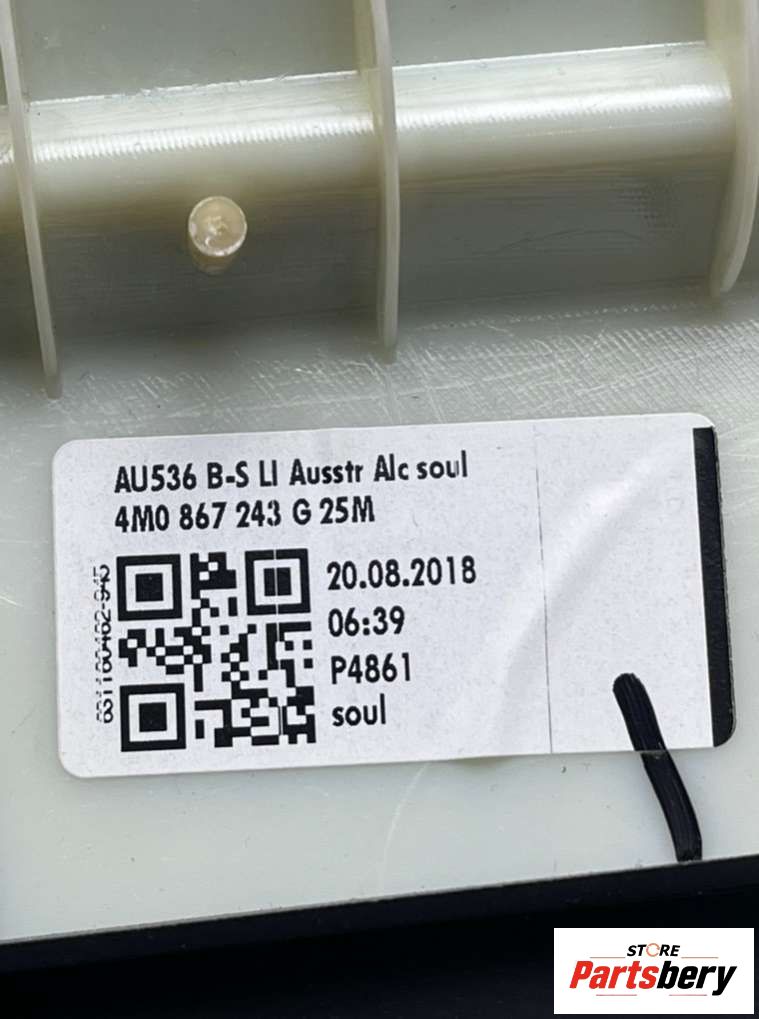 AU536 B-S LI Ausstr Alc soul
4M0 867 243 G 25M
20.08.2018
06:39
P4861
soul
STORE
Partsbery